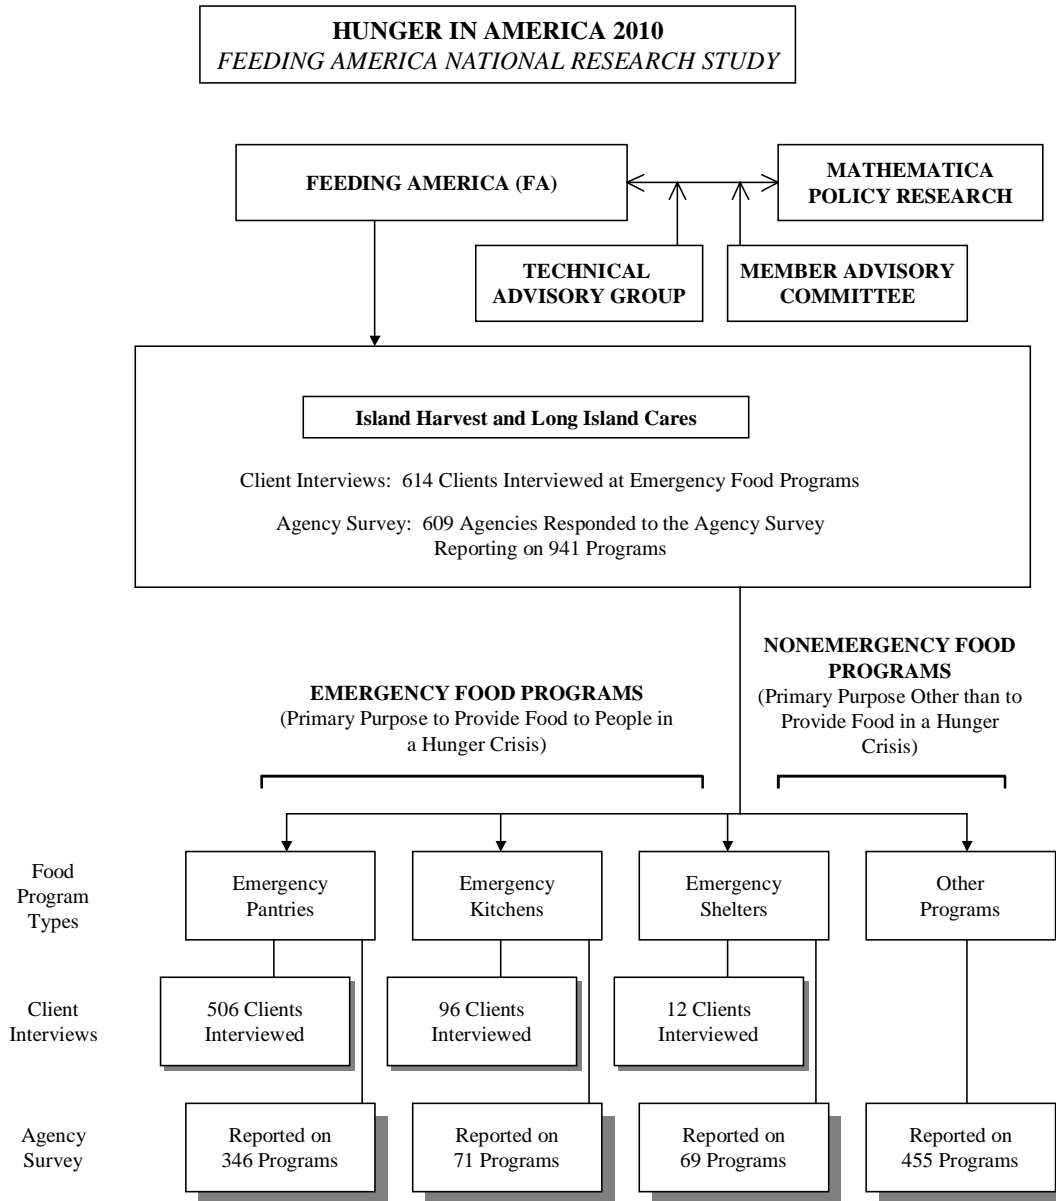 HUNGER IN AMERICA 2010
FEEDING AMERICA NATIONAL RESEARCH STUDY
FEEDING AMERICA (FA)
MATHEMATICA
POLICY RESEARCH
TECHNICAL
ADVISORY GROUP
MEMBER ADVISORY
COMMITTEE
Island Harvest and Long Island Cares
Client Interviews:  614 Clients Interviewed at Emergency Food Programs
Agency Survey:  609 Agencies Responded to the Agency Survey
Reporting on 941 Programs
EMERGENCY FOOD PROGRAMS
(Primary Purpose to Provide Food to People in
a Hunger Crisis)
NONEMERGENCY FOOD
PROGRAMS
(Primary Purpose Other than to
Provide Food in a Hunger
Crisis)
Food
Program
Types
Emergency
Pantries
Emergency
Kitchens
Emergency
Shelters
Other
Programs
Client
Interviews
506 Clients
Interviewed
96 Clients
Interviewed
12 Clients
Interviewed
Agency
Survey
Reported on
346 Programs
Reported on
71 Programs
Reported on
69 Programs
Reported on
455 Programs